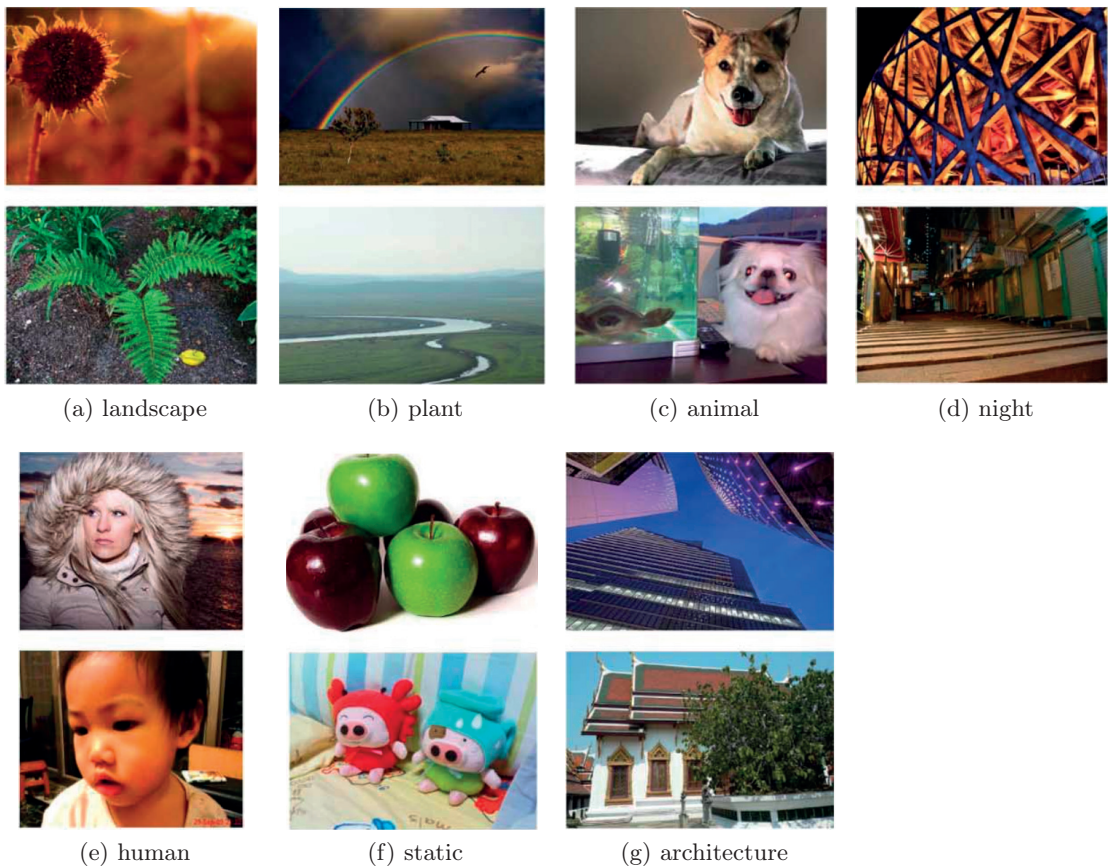 (a) landscape
(b) plant
(c) animal
(d) night
(e) human
(f) static
(g) architecture